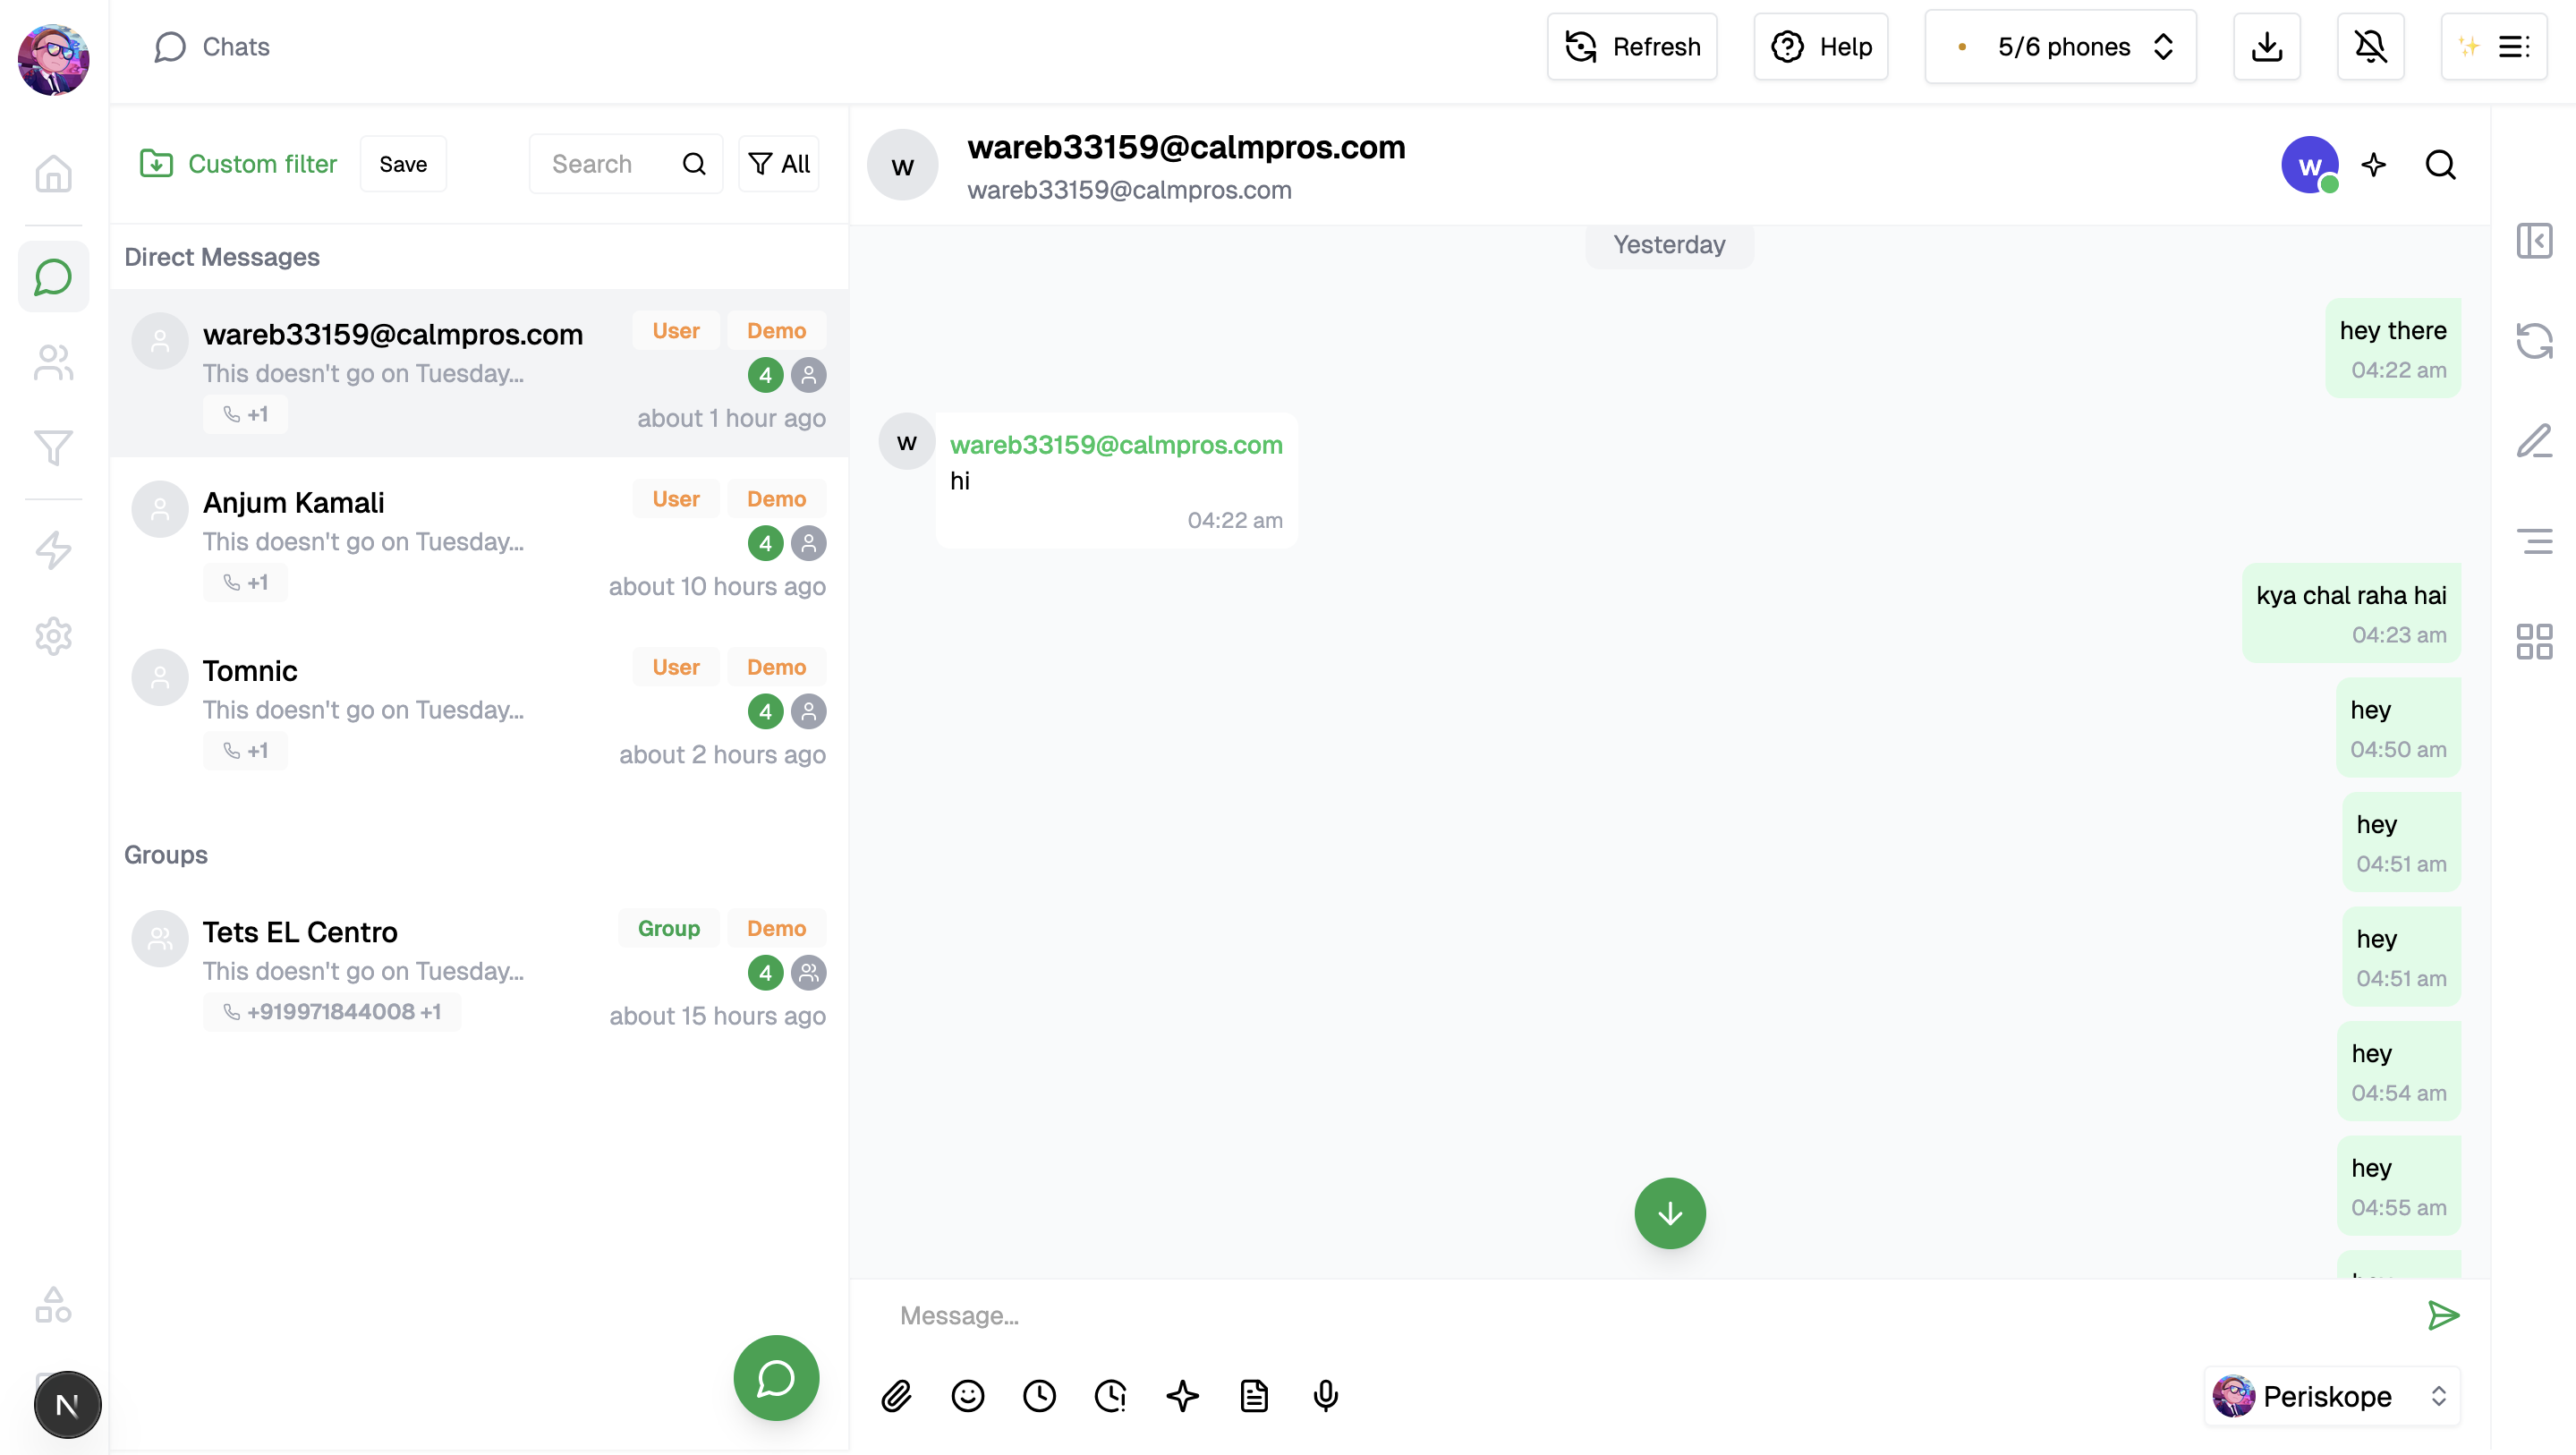 Chats
Refresh
Help
5/6 phones
Custom filter
Save
Search
All
Direct Messages
wareb33159@calmpros.com
User
Demo
This doesn't go on Tuesday...
4
+1
about 1 hour ago
Anjum Kamali
User
Demo
This doesn't go on Tuesday...
4
+1
about 10 hours ago
Tomnic
User
Demo
This doesn't go on Tuesday...
4
+1
about 2 hours ago
Groups
Tets EL Centro
Group
Demo
This doesn't go on Tuesday...
4
+919971844008 +1
about 15 hours ago
N
w
wareb33159@calmpros.com
wareb33159@calmpros.com
w
Yesterday
hey there
04:22 am
w
wareb33159@calmpros.com
hi
04:22 am
kya chal raha hai
04:23 am
hey
04:50 am
hey
04:51 am
hey
04:51 am
hey
04:54 am
hey
04:55 am
Message...
Periskope